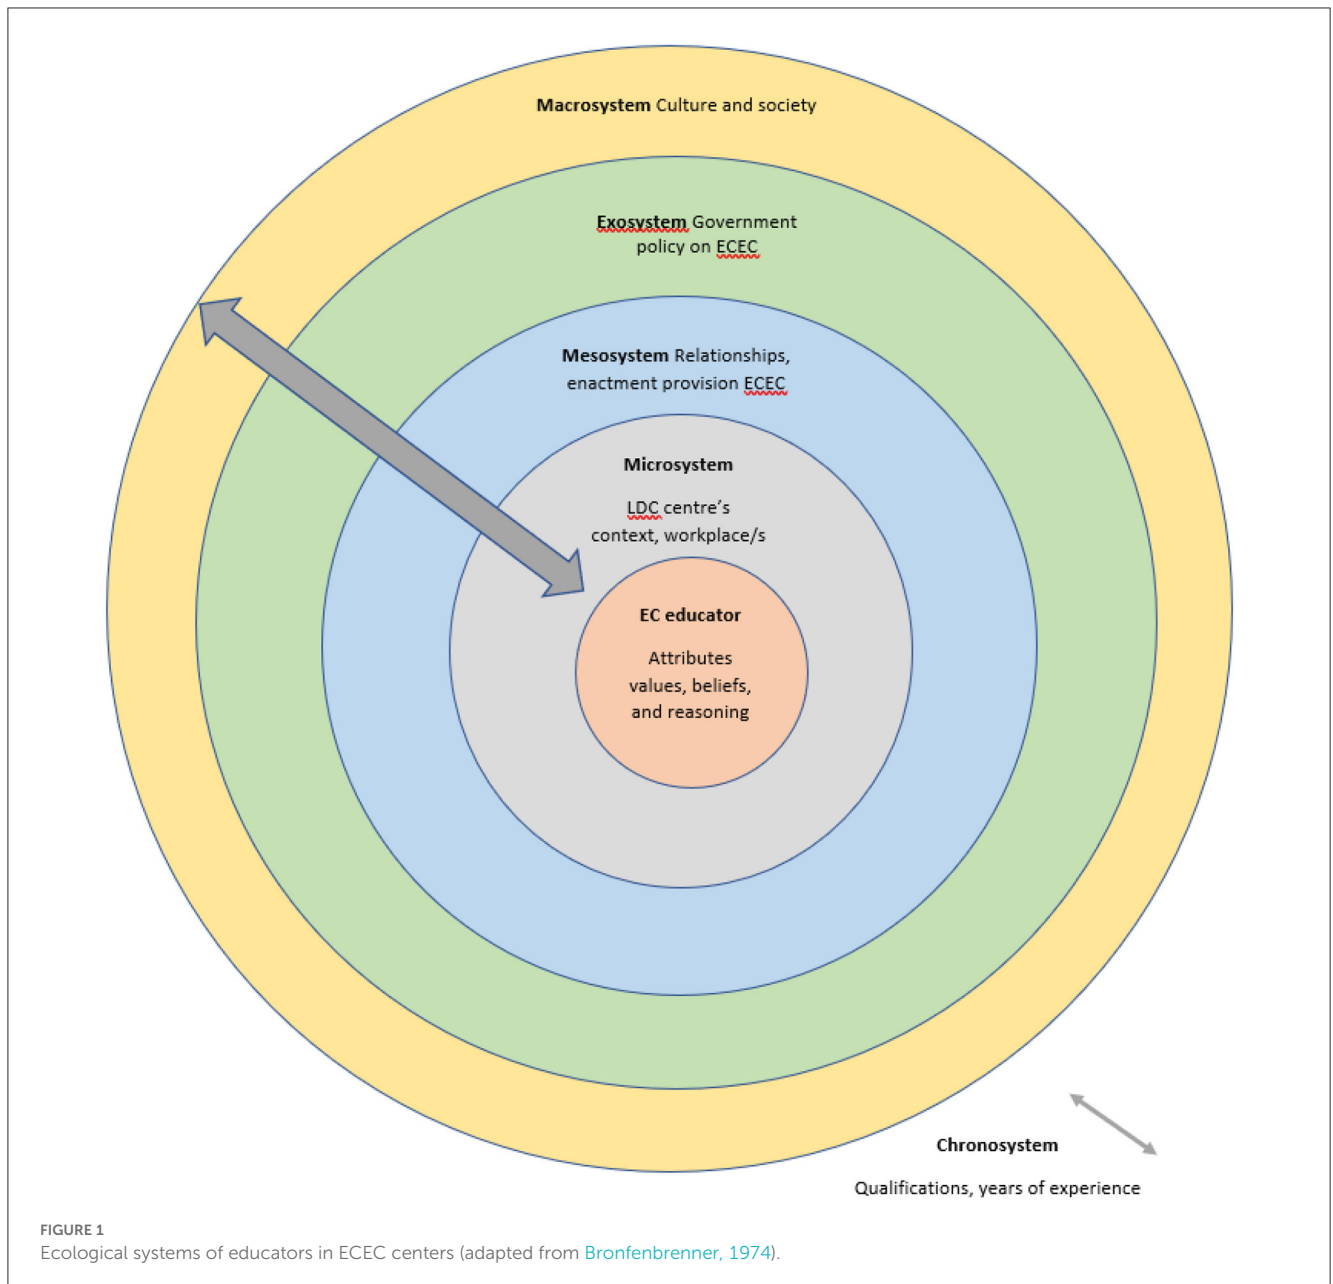 Macrosystem Culture and society
Exosystem Government
policy on ECEC
Mesosystem Relationships,
enactment provision ECEC
Microsystem
LDC centre's
context, workplace/s
EC educator
Attributes
values, beliefs,
and reasoning
Chronosystem
Qualifications, years of experience
FIGURE 1
Ecological systems of educators in ECEC centers (adapted from Bronfenbrenner, 1974).